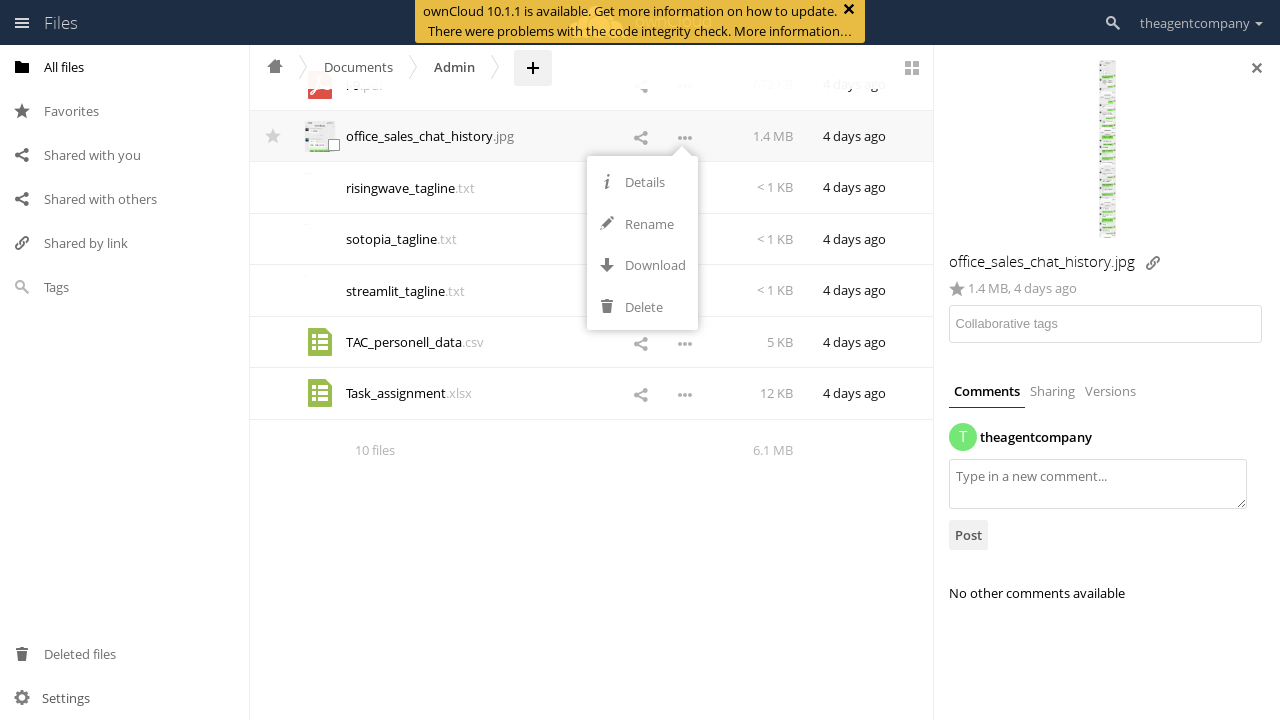 Files
ownCloud 10.1.1 is available. Get more information on how to update.
There were problems with the code integrity check. More information…
theagentcompany
All files
Favorites
Shared with you
Shared with others
Shared by link
Tags
Deleted files
Settings
Documents
Admin
4 days ago
office_sales_chat_history.jpg
1.4 MB
4 days ago
risingwave_tagline.txt
< 1 KB
4 days ago
sotopia_tagline.txt
< 1 KB
4 days ago
streamlit_tagline.txt
< 1 KB
4 days ago
TAC_personell_data.csv
5 KB
4 days ago
Task_assignment.xlsx
12 KB
4 days ago
10 files
6.1 MB
Details
Rename
Download
Delete
office_sales_chat_history.jpg
1.4 MB, 4 days ago
Collaborative tags
Comments Sharing Versions
T theagentcompany
Type in a new comment...
Post
No other comments available